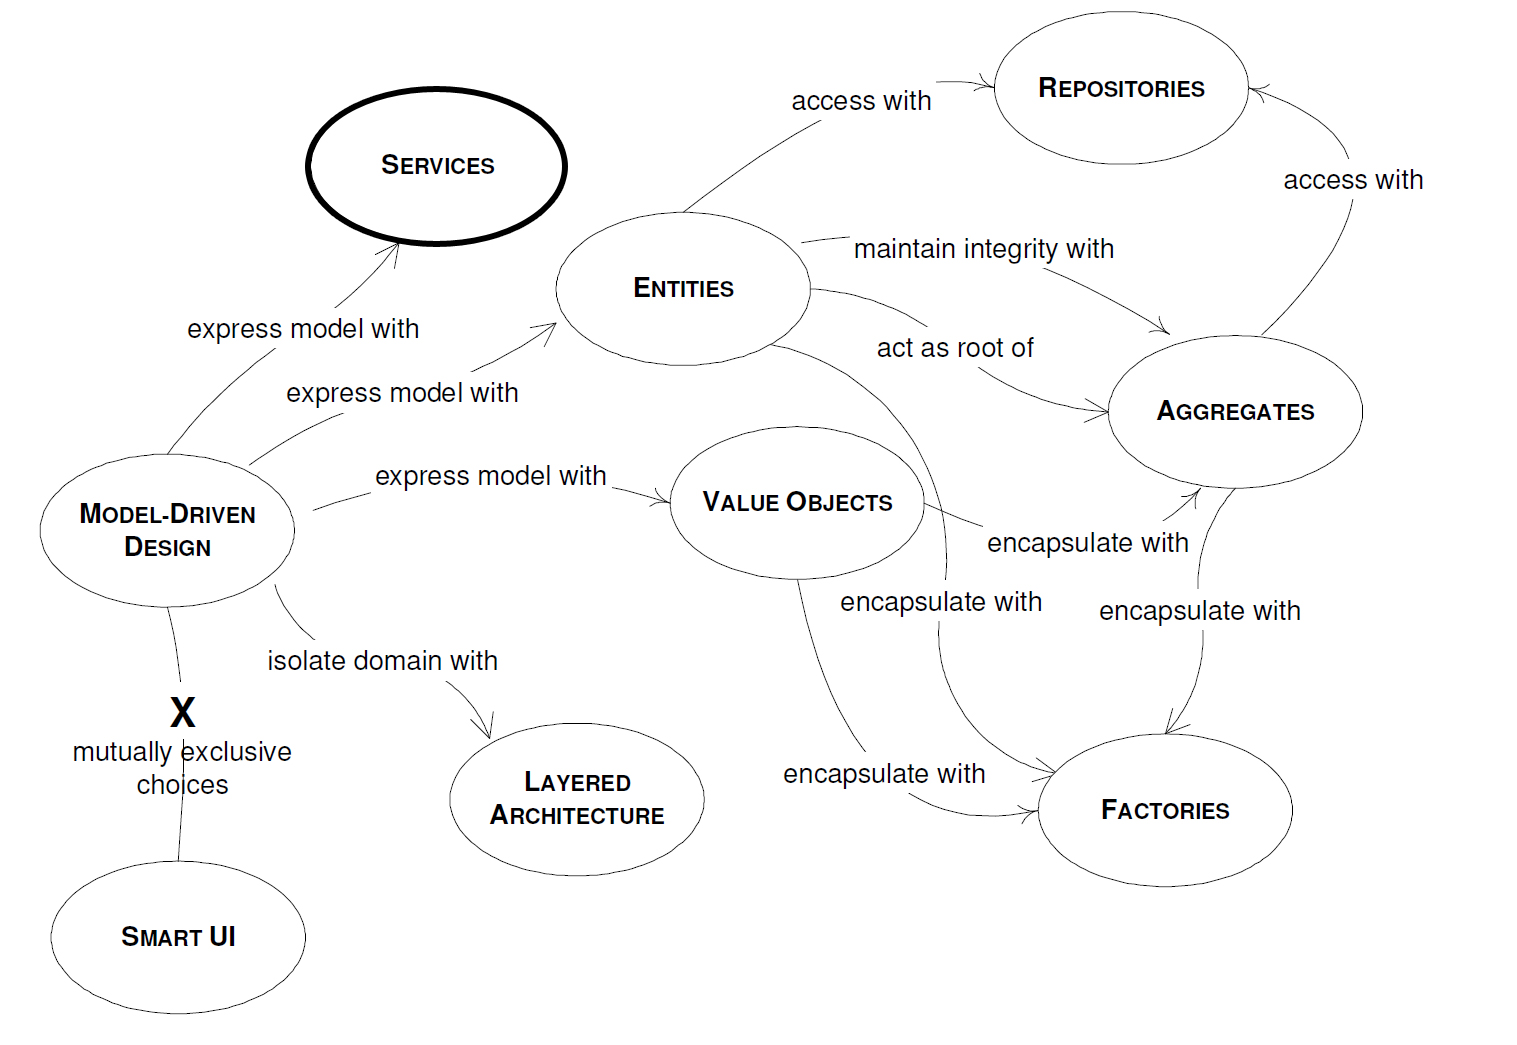 REPOSITORIES
access with
SERVICES
access with
maintain integrity with
ENTITIES
express model with
act as root of
express model with
AGGREGATES
express model with
VALUE OBJECTS
MODEL-DRIVEN
DESIGN
encapsulate with
encapsulate with
encapsulate with
isolate domain with
X
mutually exclusive
choices
encapsulate with
LAYERED
ARCHITECTURE
FACTORIES
SMART UI